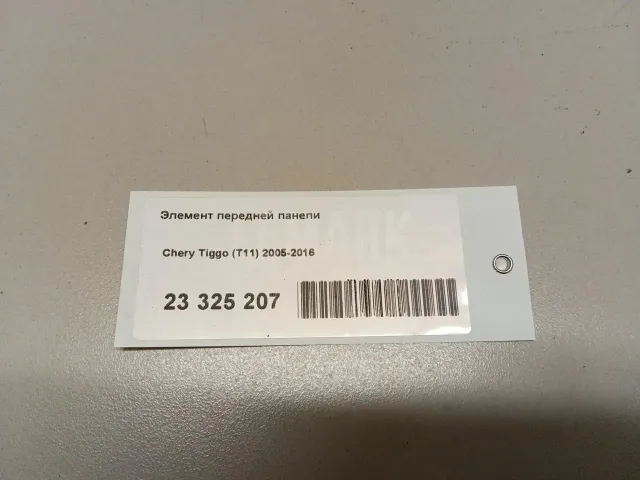 Элемент передней панели
Chery Tiggo (T11) 2005-2016
23 325 207